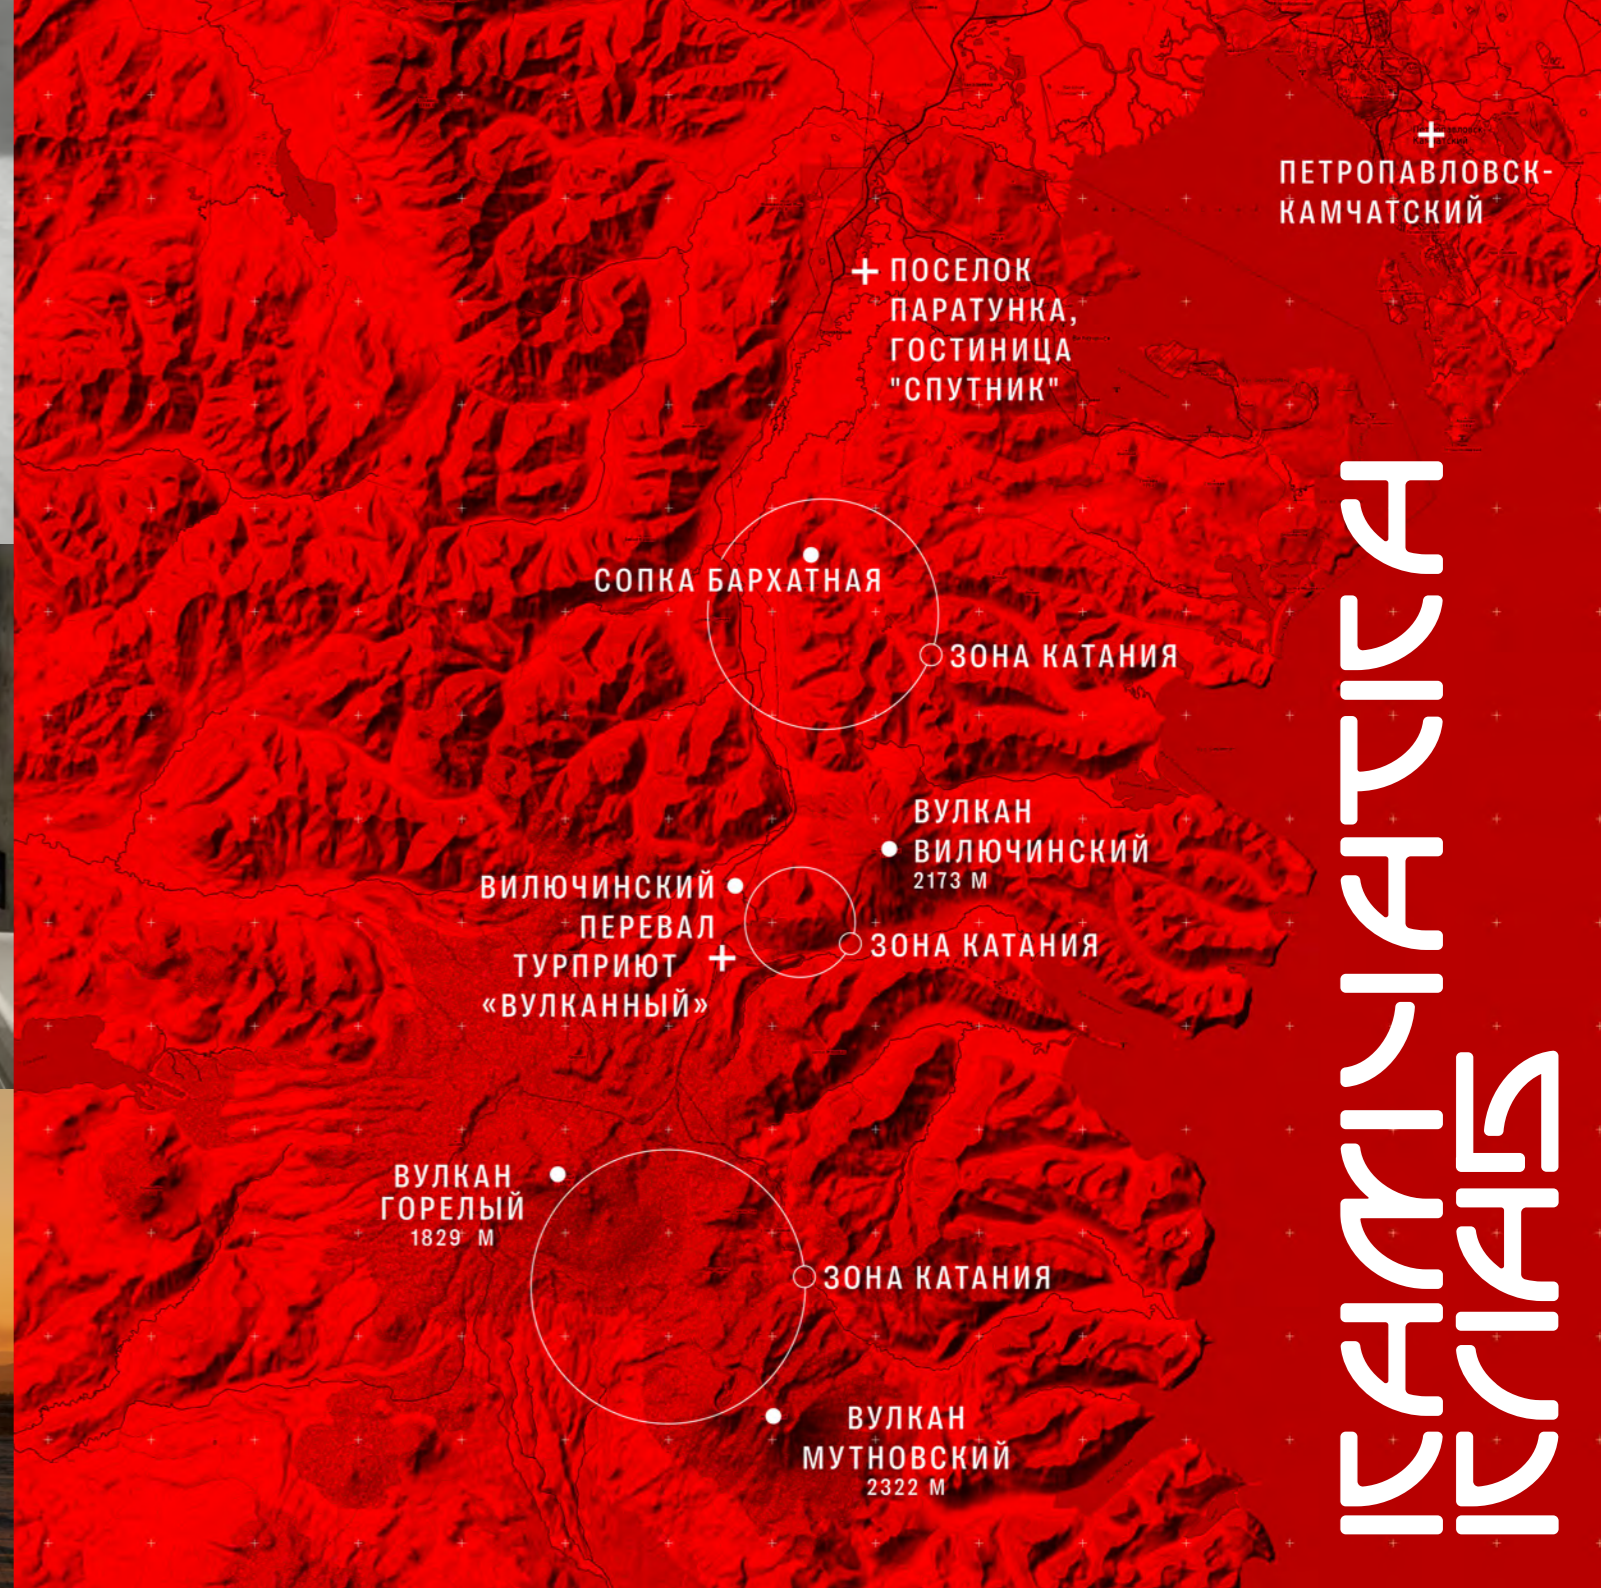 ПЕТРОПАВЛОВСК-
КАМЧАТСКИЙ
ПОСЕЛОК
ПАРАТУНКА,
ГОСТИНИЦА
"СПУТНИК"
СОПКА БАРХАТНАЯ
ЗОНА КАТАНИЯ
ВУЛКАН
ВИЛЮЧИНСКИЙ
2173 М
ВИЛЮЧИНСКИЙ
ПЕРЕВАЛ
ТУРПРИЮТ
«ВУЛКАННЫЙ»
ЗОНА КАТАНИЯ
ВУЛКАН
ГОРЕЛЫЙ
1829 М
ЗОНА КАТАНИЯ
ВУЛКАН
МУТНОВСКИЙ
2322 М
КАМЧАТКА
КЛАБ